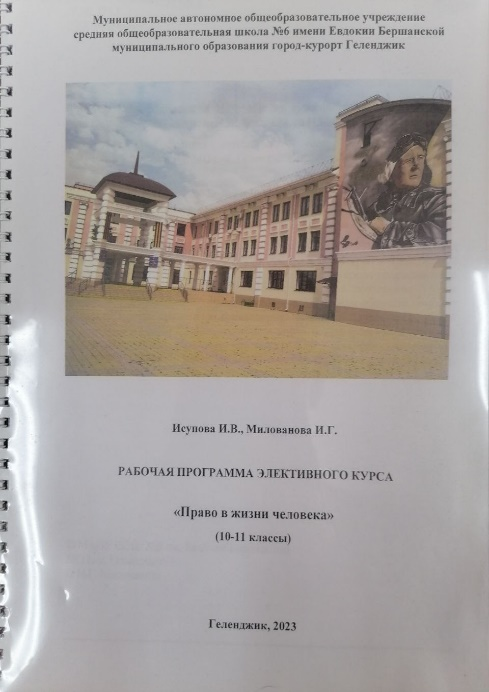 Муниципальное автономное общеобразовательное учреждение
средняя общеобразовательная школа №6 имени Евдокии Бершанской
муниципального образования город-курорт Геленджик
Исупова И.В., Милованова И.Г.
РАБОЧАЯ ПРОГРАММА ЭЛЕКТИВНОГО КУРСА
«Право в жизни человека»
(10-11 классы)
Геленджик, 2023